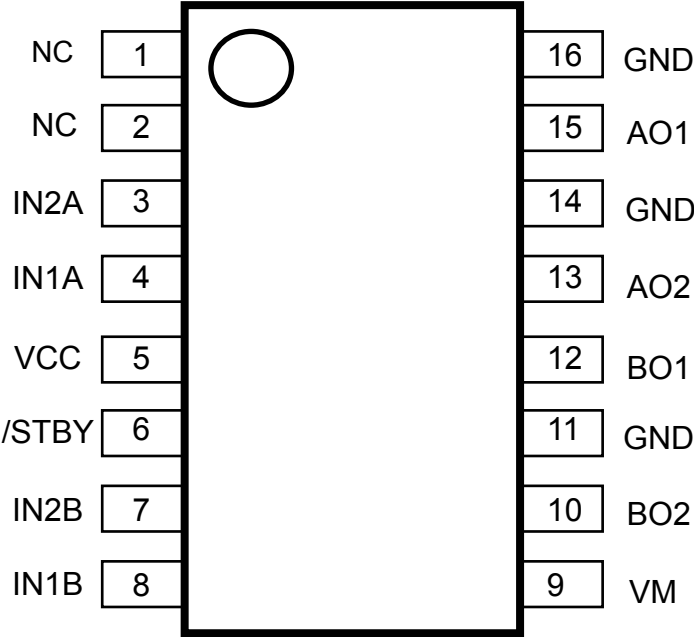 NC 1 16 GND
NC 2 15 AO1
IN2A 3 14 GND
IN1A 4 13 AO2
VCC 5 12 BO1
/STBY 6 11 GND
IN2B 7 10 BO2
IN1B 8 9 VM